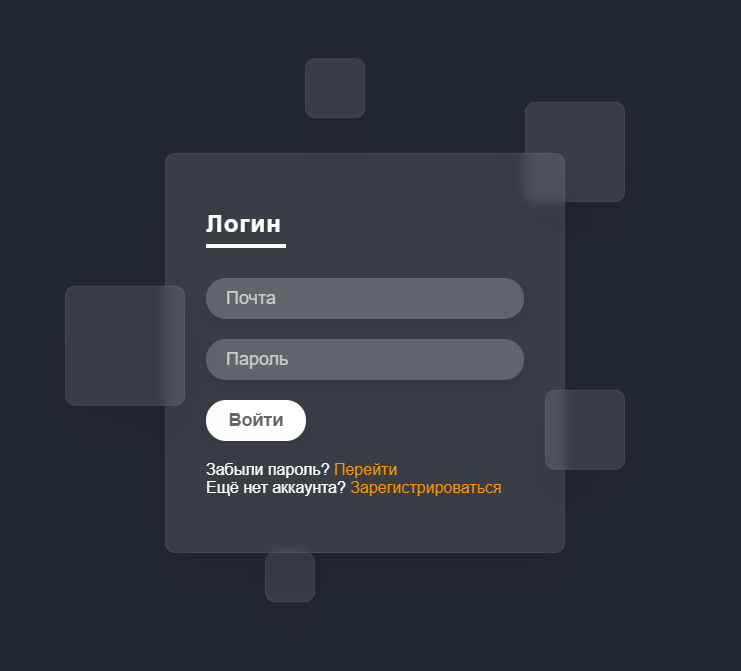 Логин
Почта
Пароль
Войти
Забыли пароль? Перейти
Ещё нет аккаунта? Зарегистрироваться